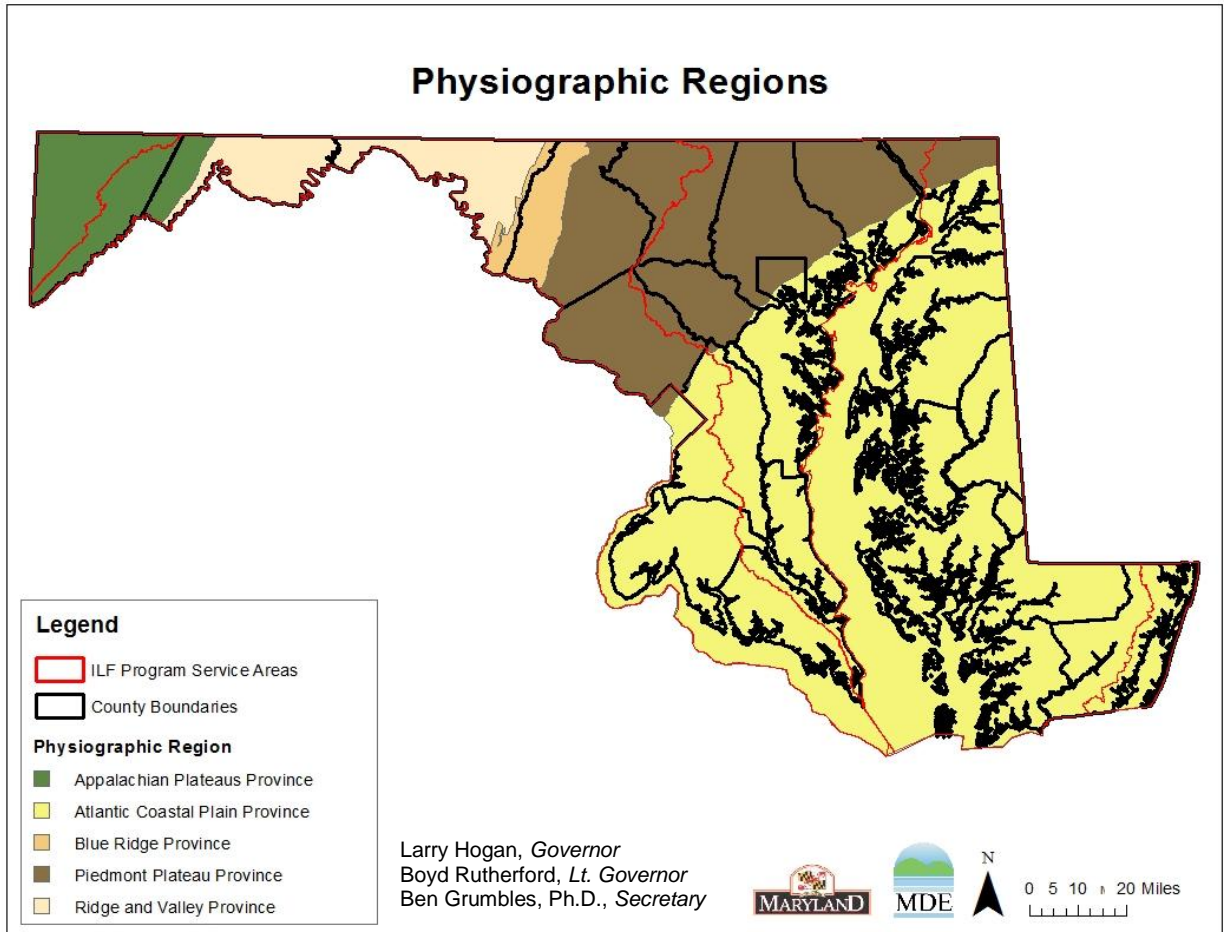 Physiographic Regions
Legend
ILF Program Service Areas
County Boundaries
Physiographic Region
Appalachian Plateaus Province
Atlantic Coastal Plain Province
Blue Ridge Province
Piedmont Plateau Province
Ridge and Valley Province
Larry Hogan, Governor
Boyd Rutherford, Lt. Governor
Ben Grumbles, Ph.D., Secretary
MARYLAND
MDE
N
0 5 10 20 Miles